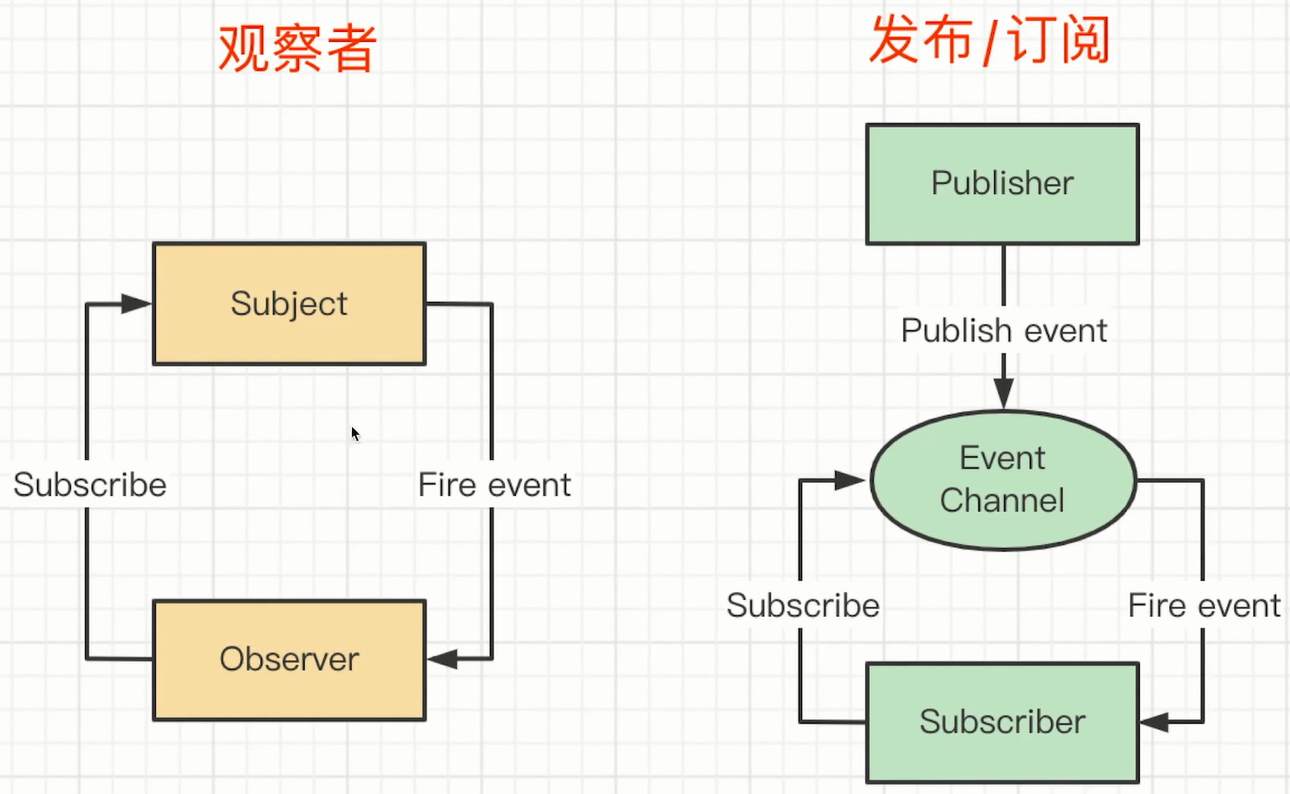 观察者
Subject
Subscribe
Fire event
Observer
发布/订阅
Publisher
Publish event
Event
Channel
Subscribe
Fire event
Subscriber